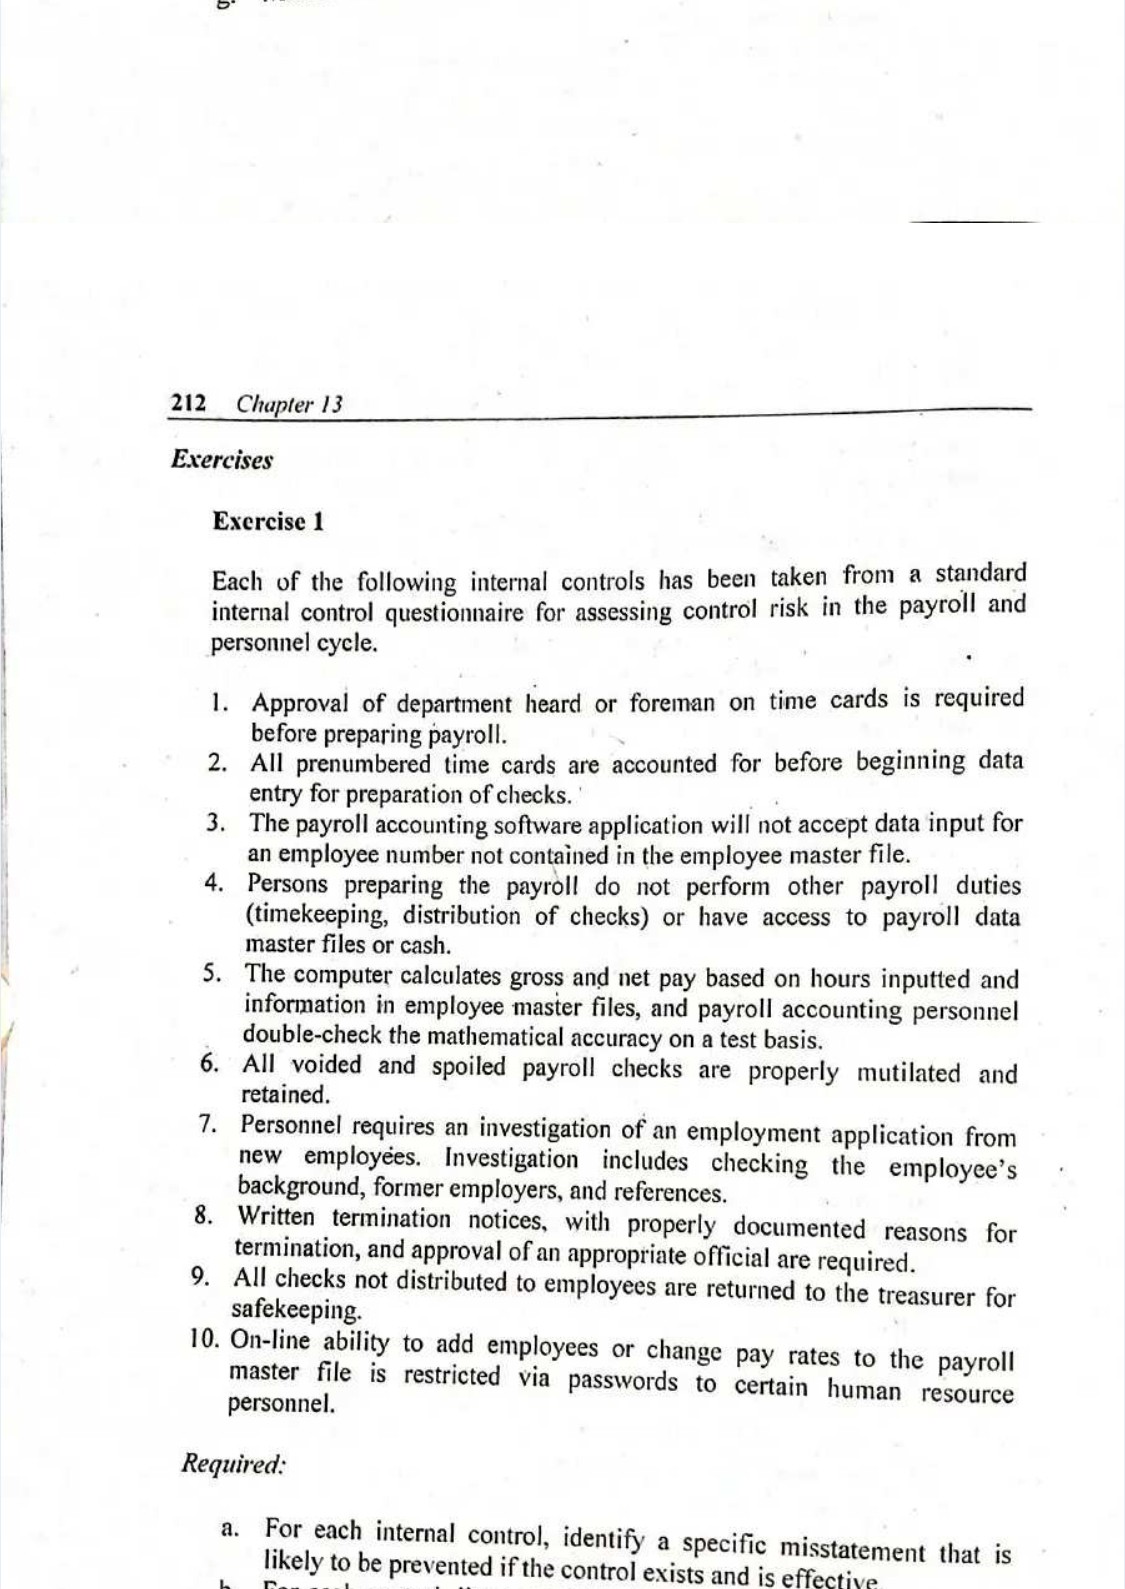 g.
212 Chapter 13
Exercises
Exercise 1
Each of the following internal controls has been taken from a standard
internal control questionnaire for assessing control risk in the payroll and
personnel cycle.
1. Approval of department heard or foreman on time cards is required
before preparing payroll.
2. All prenumbered time cards are accounted for before beginning data
entry for preparation of checks.
3. The payroll accounting software application will not accept data input for
an employee number not contained in the employee master file.
4. Persons preparing the payroll do not perform other payroll duties
(timekeeping, distribution of checks) or have access to payroll data
master files or cash.
5. The computer calculates gross and net pay based on hours inputted and
information in employee master files, and payroll accounting personnel
double-check the mathematical accuracy on a test basis.
6. All voided and spoiled payroll checks are properly mutilated and
retained.
7. Personnel requires an investigation of an employment application from
new employees. Investigation includes checking the employee's
background, former employers, and references.
8. Written termination notices, with properly documented reasons for
termination, and approval of an appropriate official are required.
9. All checks not distributed to employees are returned to the treasurer for
safekeeping.
10. On-line ability to add employees or change pay rates to the payroll
master file is restricted via passwords to certain human resource
personnel.
Required:
a. For each internal control, identify a specific misstatement that is
likely to be prevented if the control exists and is effective.